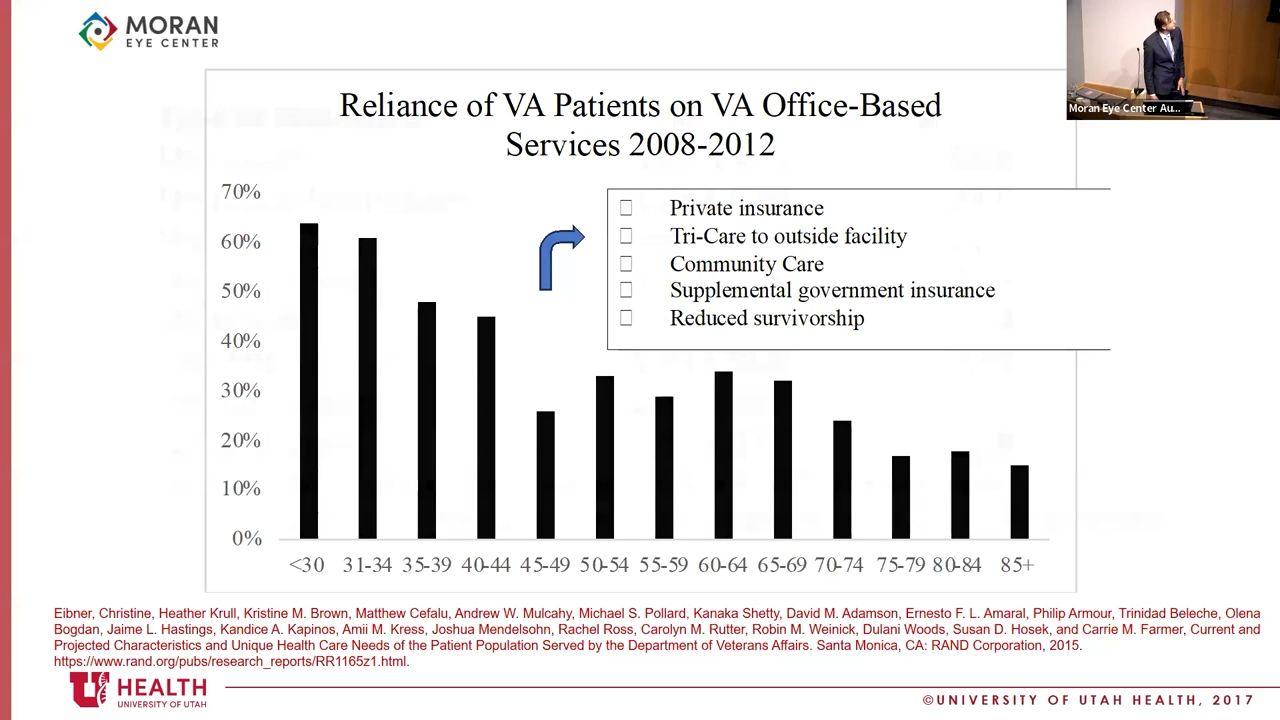 MORAN
EYE CENTER
Moran Eye Center Au...
Reliance of VA Patients on VA Office-Based
Services 2008-2012
70%
60%
50%
40%
30%
20%
10%
0%
Private insurance
Tri-Care to outside facility
Community Care
Supplemental government insurance
Reduced survivorship
<30 31-34 35-39 40-44 45-49 50-54 55-59 60-64 65-69 70-74 75-79 80-84 85+
Eibner, Christine, Heather Krull, Kristine M. Brown, Matthew Cefalu, Andrew W. Mulcahy, Michael S. Pollard, Kanaka Shetty, David M. Adamson, Ernesto F. L. Amaral, Philip Armour, Trinidad Beleche, Olena
Bogdan, Jaime L. Hastings, Kandice A. Kapinos, Amii M. Kress, Joshua Mendelsohn, Rachel Ross, Carolyn M. Rutter, Robin M. Weinick, Dulani Woods, Susan D. Hosek, and Carrie M. Farmer, Current and
Projected Characteristics and Unique Health Care Needs of the Patient Population Served by the Department of Veterans Affairs. Santa Monica, CA: RAND Corporation, 2015.
https://www.rand.org/pubs/research_reports/RR1165z1.html.
U HEALTH
UNIVERSITY OF UTAH
©UNIVERSITY OF UTAH HEALTH, 2017